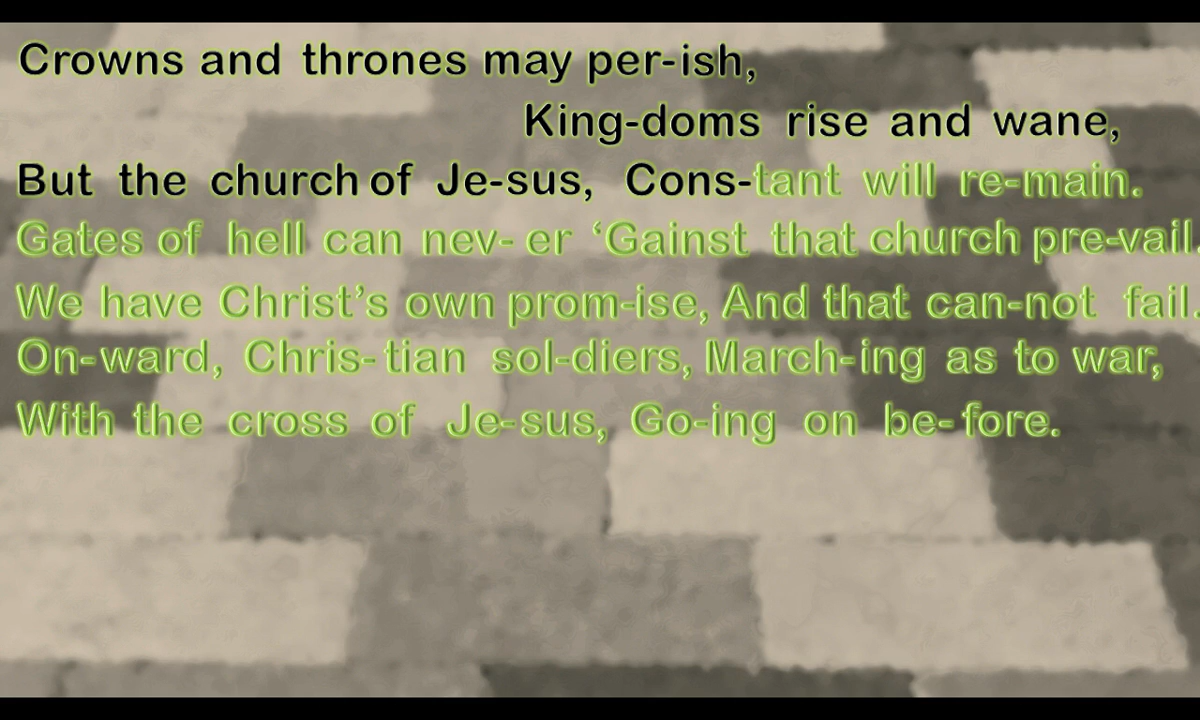 Crowns and thrones may per-ish,
King-doms rise and wane,
But the church of Je-sus, Cons-tant will re-main.
Gates of hell can nev- er ‘Gainst that church pre-vail.
We have Christ’s own prom-ise, And that can-not fail.
On-ward, Chris-tian sol-diers, March-ing as to war,
With the cross of Je-sus, Go-ing on be-fore.